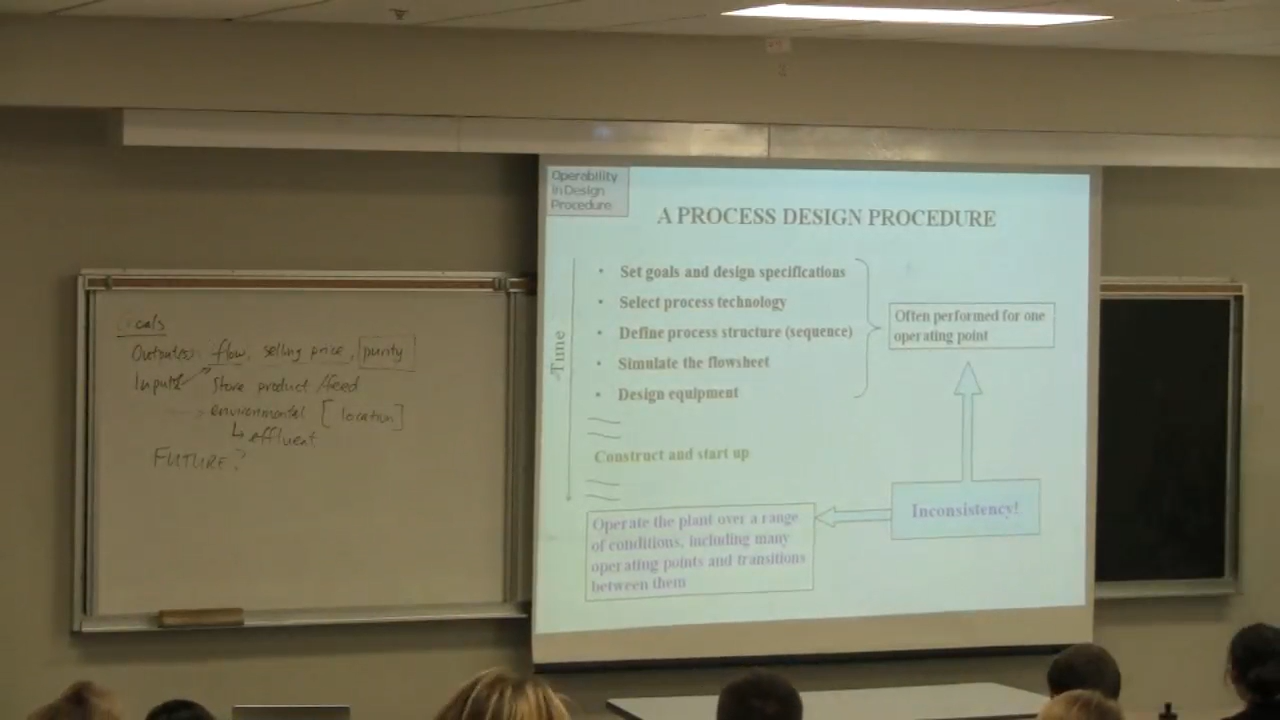 Goals
Outputs: flow, selling price, purity
Inputs
Store product/feed
environmental [location]
↳ effluent
FUTURE?
Operability
in Design
Procedure
A PROCESS DESIGN PROCEDURE
Time
• Set goals and design specifications
• Select process technology
• Define process structure (sequence)
• Simulate the flowsheet
• Design equipment
Often performed for one
operating point
Construct and start up
Inconsistency!
Operate the plant over a range
of conditions, including many
operating points and transitions
between them